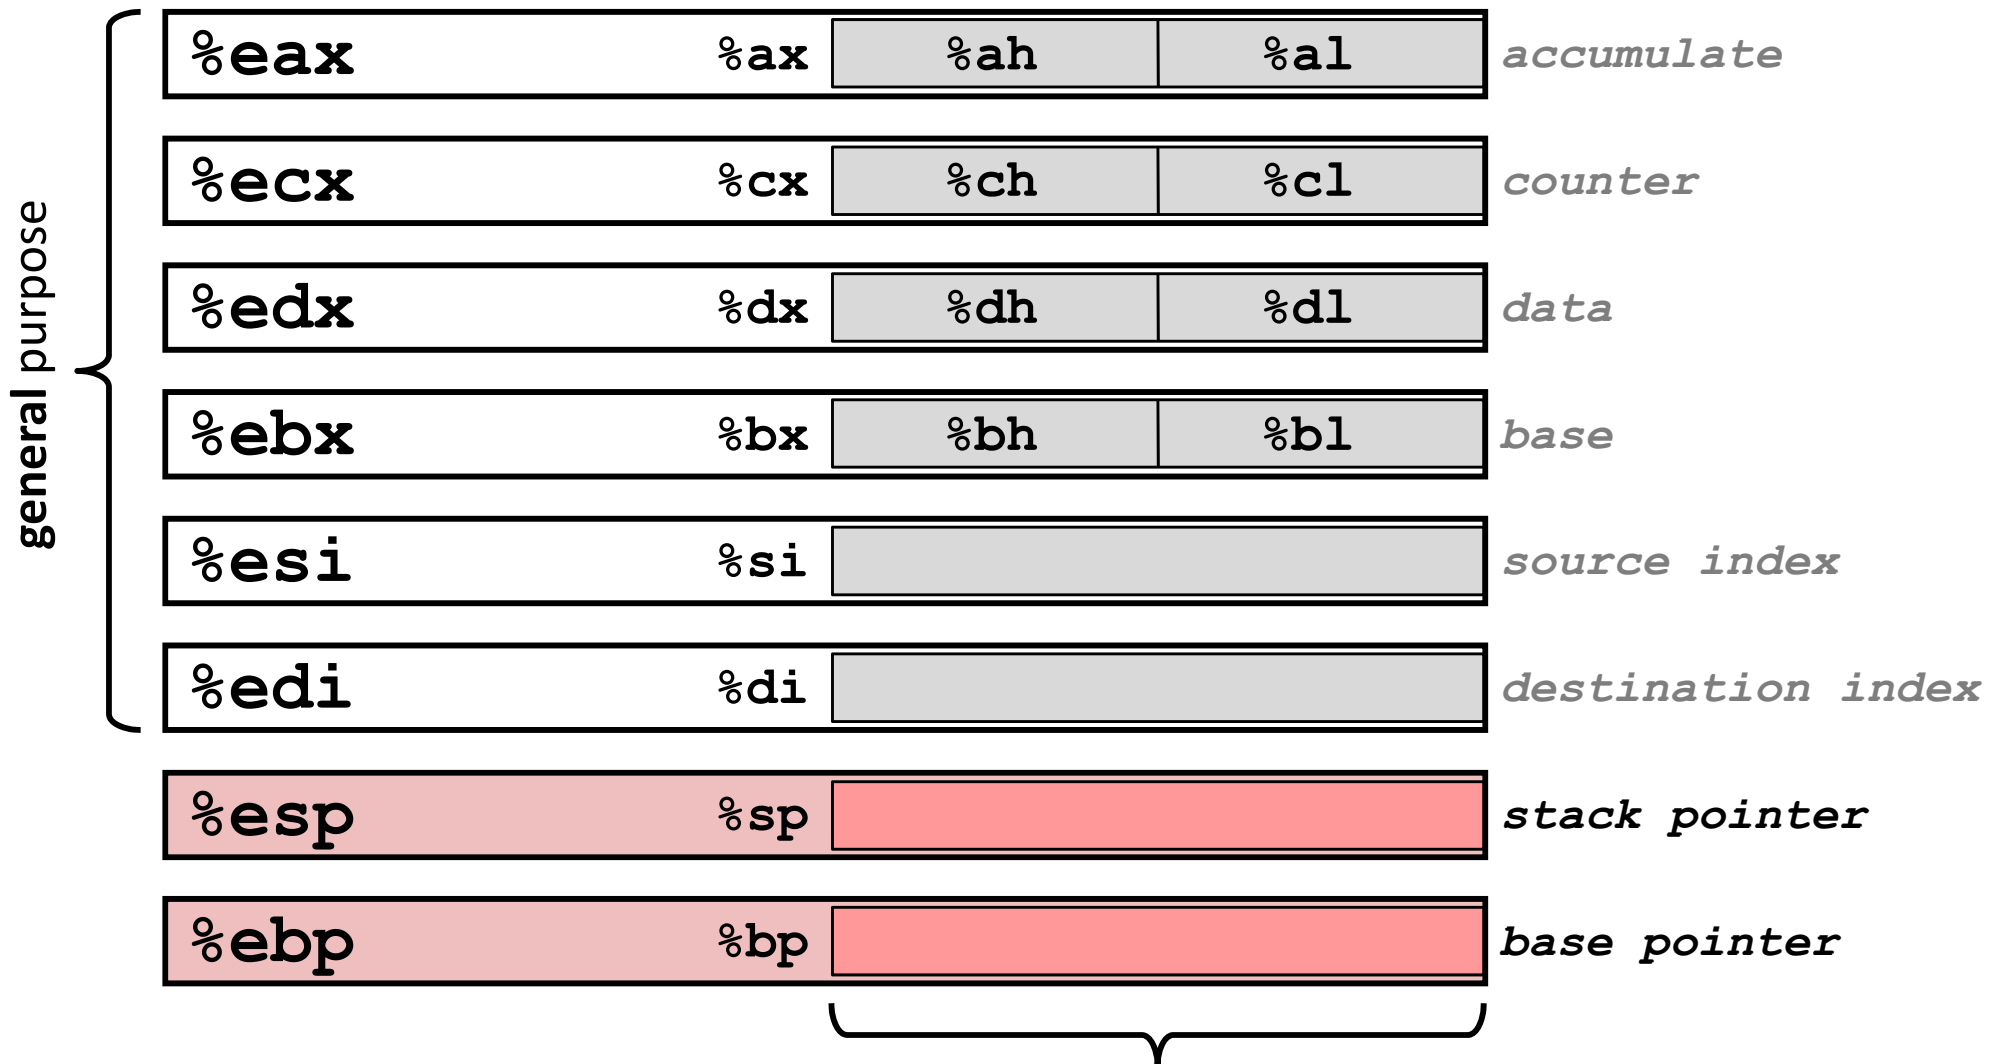 general purpose
%eax %ax %ah %al accumulate
%ecx %cx %ch %cl counter
%edx %dx %dh %dl data
%ebx %bx %bh %bl base
%esi %si source index
%edi %di destination index
%esp %sp stack pointer
%ebp %bp base pointer